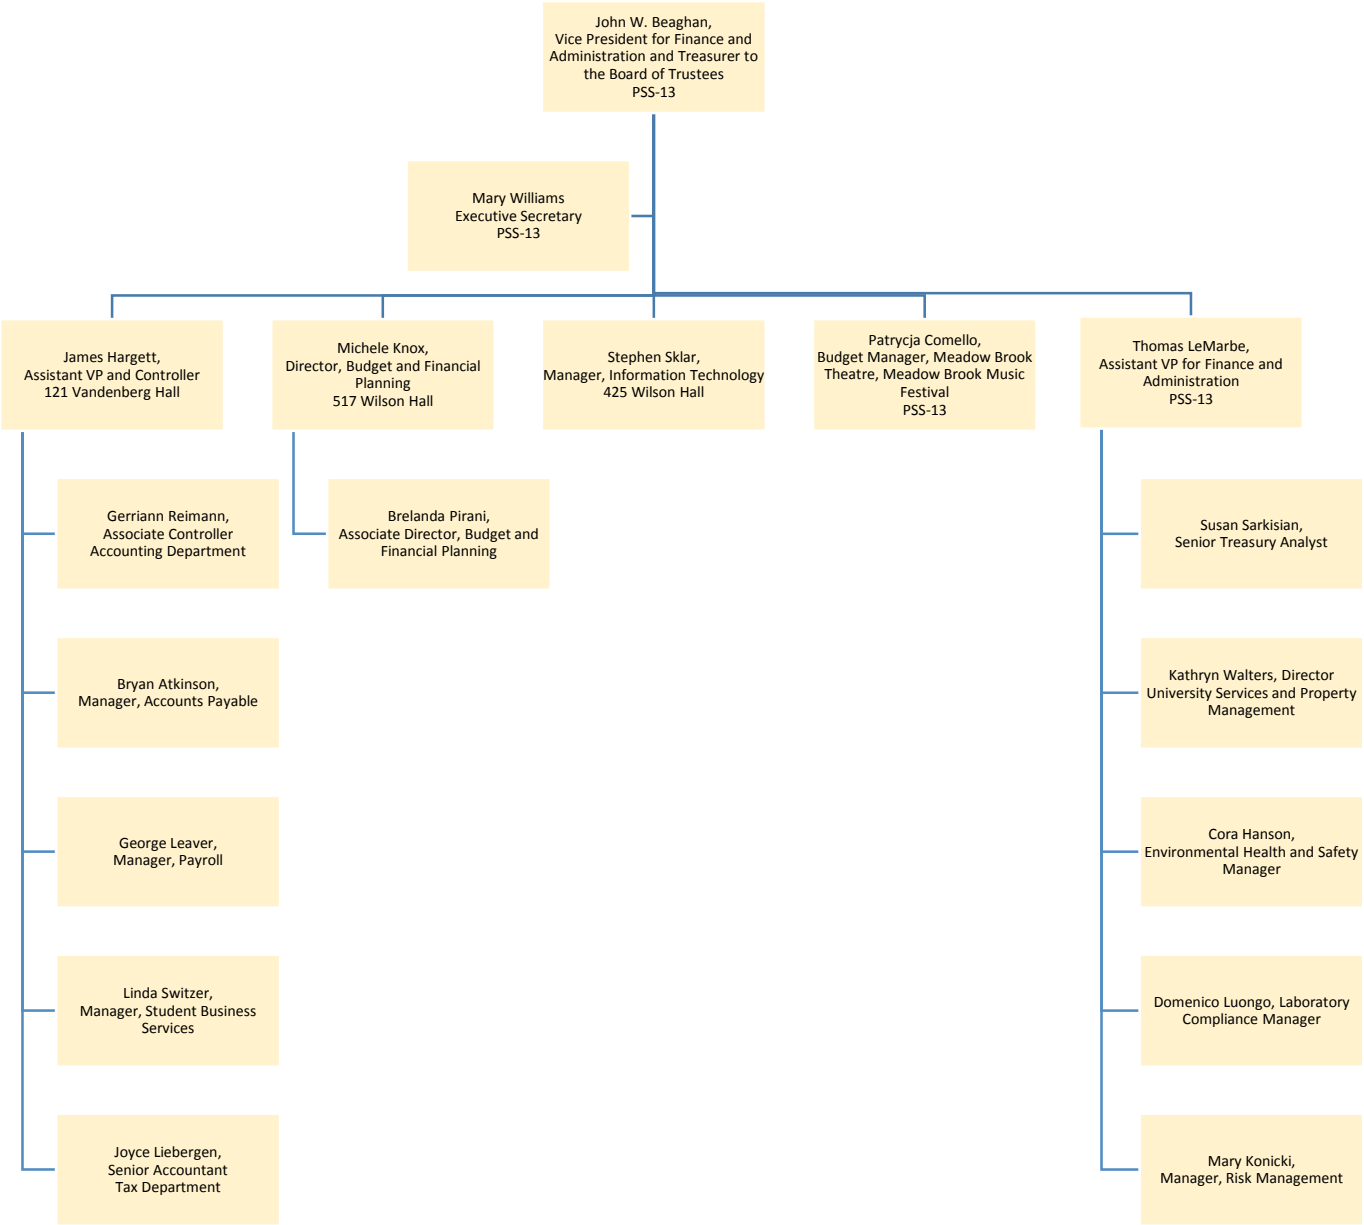 John W. Beaghan,
Vice President for Finance and
Administration and Treasurer to
the Board of Trustees
PSS-13
Mary Williams
Executive Secretary
PSS-13
James Hargett,
Assistant VP and Controller
121 Vandenberg Hall
Michele Knox,
Director, Budget and Financial
Planning
517 Wilson Hall
Stephen Sklar,
Manager, Information Technology
425 Wilson Hall
Patrycja Comello,
Budget Manager, Meadow Brook
Theatre, Meadow Brook Music
Festival
PSS-13
Thomas LeMarbe,
Assistant VP for Finance and
Administration
PSS-13
Gerriann Reimann,
Associate Controller
Accounting Department
Brelanda Pirani,
Associate Director, Budget and
Financial Planning
Susan Sarkisian,
Senior Treasury Analyst
Bryan Atkinson,
Manager, Accounts Payable
Kathryn Walters, Director
University Services and Property
Management
George Leaver,
Manager, Payroll
Cora Hanson,
Environmental Health and Safety
Manager
Linda Switzer,
Manager, Student Business
Services
Domenico Luongo, Laboratory
Compliance Manager
Joyce Liebergen,
Senior Accountant
Tax Department
Mary Konicki,
Manager, Risk Management